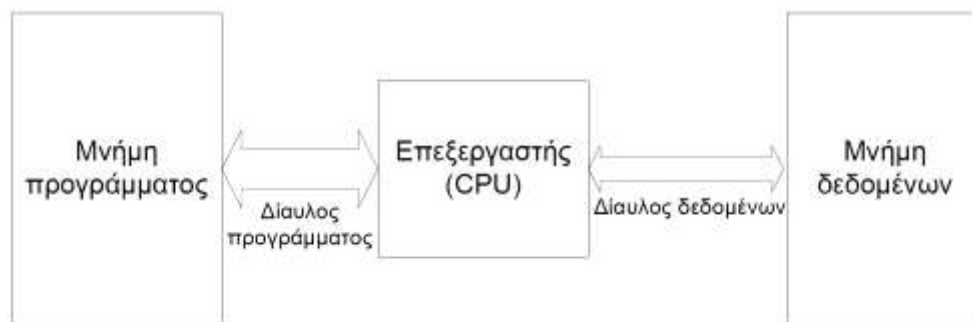 Μνήμη
προγράμματος
Δίαυλος
προγράμματος
Επεξεργαστής
(CPU)
Δίαυλος δεδομένων
Μνήμη
δεδομένων